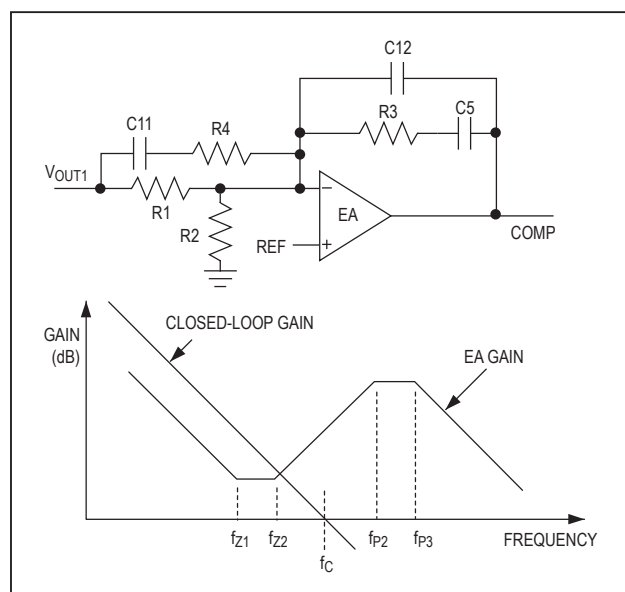 C12
R3
C5
C11
R4
VOUT1
R1
R2
EA
REF
−
+
COMP
GAIN
(dB)
CLOSED-LOOP GAIN
EA GAIN
fZ1
fZ2
fC
fP2
fP3
FREQUENCY